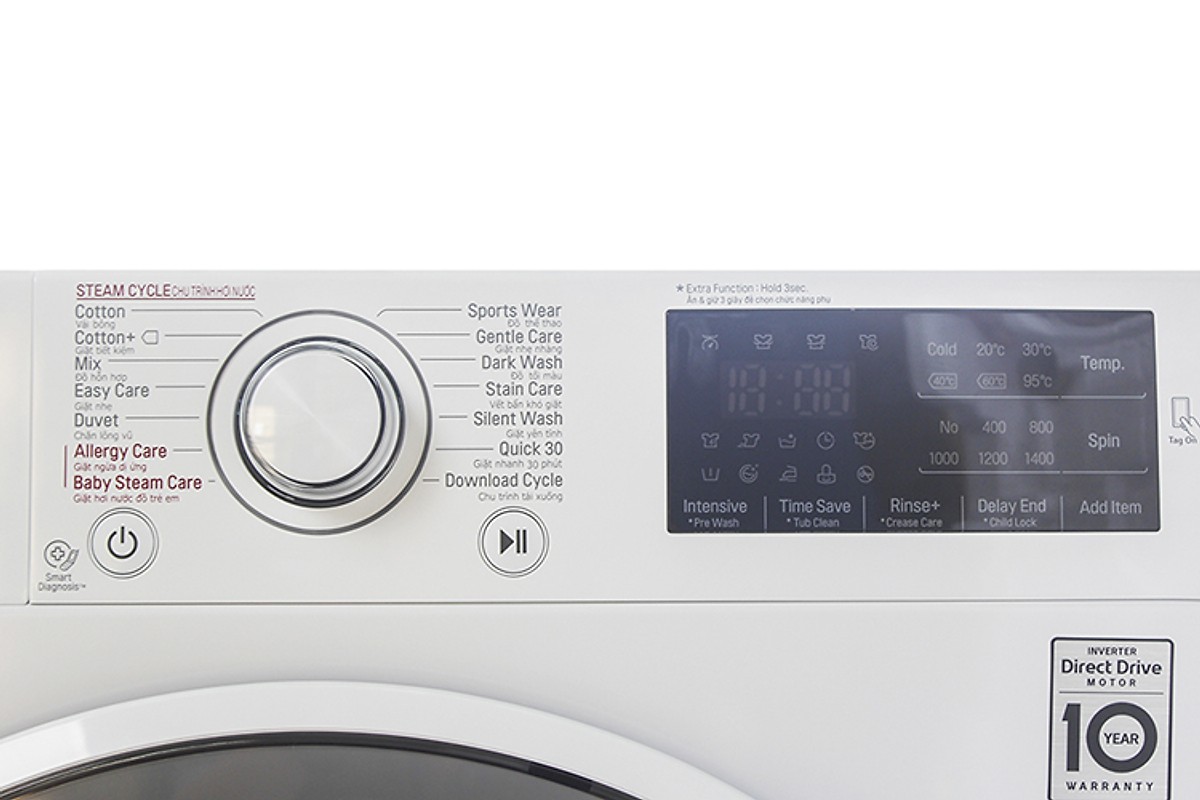 STEAM CYCLE CHU TRÌNH HƠI NƯỚC
Cotton
Vải bông
Cotton+
Giặt tiết kiệm
Mix
Đồ hỗn hợp
Easy Care
Giặt nhẹ
Duvet
Chăn lông vũ
Allergy Care
Giặt ngừa dị ứng
Baby Steam Care
Giặt hơi nước đồ trẻ em
Smart
Diagnosis™
Sports Wear
Đồ thể thao
Gentle Care
Giặt nhẹ nhàng
Dark Wash
Đồ tối màu
Stain Care
Vết bẩn khó giặt
Silent Wash
Giặt yên tĩnh
Quick 30
Giặt nhanh 30 phút
Download Cycle
Chu trình tải xuống
* Extra Function : Hold 3sec.
Ấn & giữ 3 giây để chọn chức năng phụ
18:88
Cold 20°c 30°c
40°c 60°c 95°c
Temp.
No 400 800
1000 1200 1400
Spin
Intensive Time Save Rinse+ Delay End Add Item
*Pre Wash *Tub Clean *Crease Care *Child Lock
Tag On
INVERTER
Direct Drive
MOTOR
10 YEAR
WARRANTY